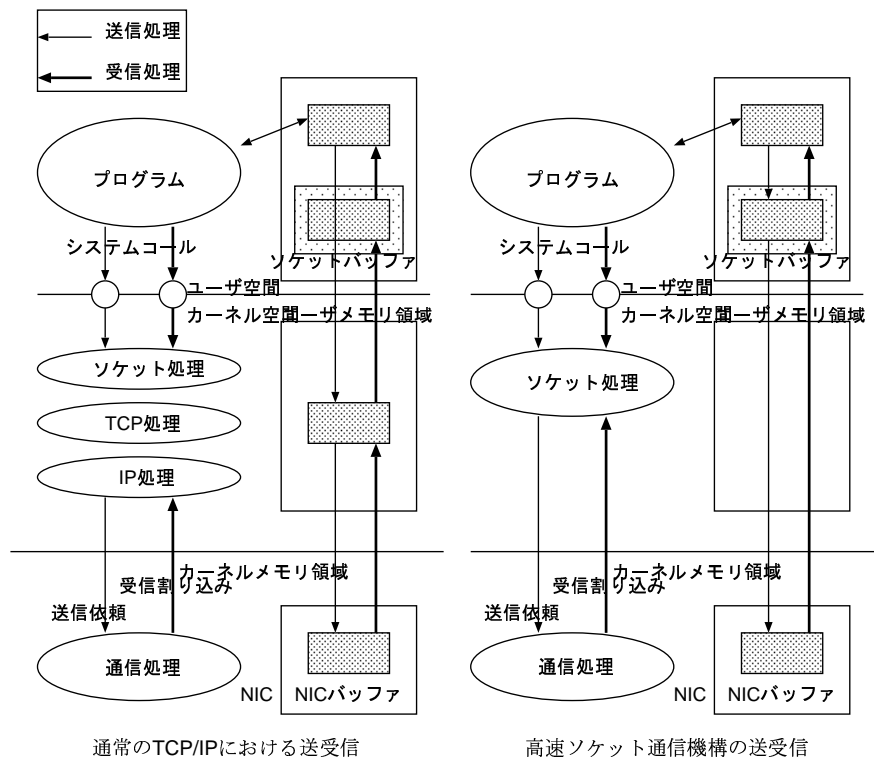 送信処理
受信処理
プログラム
システムコール
ソケットバッファ
ユーザ空間
カーネル空間
ユーザメモリ領域
ソケット処理
TCP処理
IP処理
カーネルメモリ領域
受信割り込み
送信依頼
通信処理
NIC
NICバッファ
通常のTCP/IPにおける送受信
プログラム
システムコール
ソケットバッファ
ユーザ空間
カーネル空間
ユーザメモリ領域
ソケット処理
カーネルメモリ領域
受信割り込み
送信依頼
通信処理
NIC
NICバッファ
高速ソケット通信機構の送受信